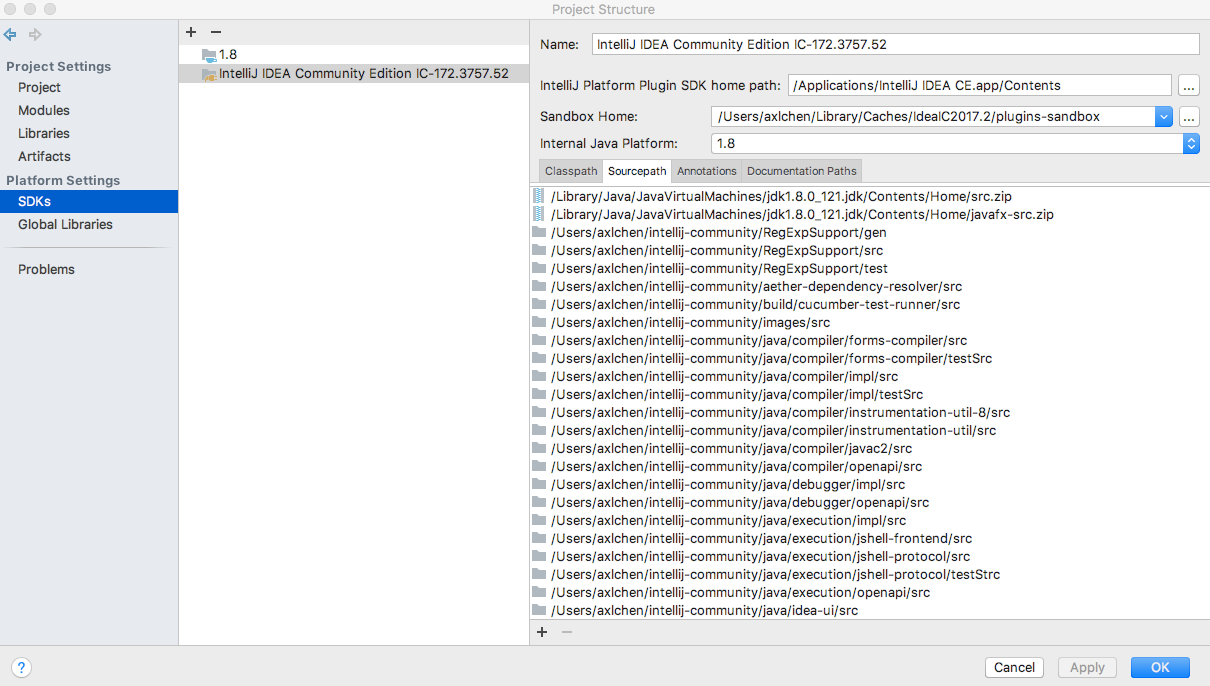 Project Structure
Project Settings
Project
Modules
Libraries
Artifacts
Platform Settings
SDKs
Global Libraries
Problems
1.8
IntelliJ IDEA Community Edition IC-172.3757.52
Name: IntelliJ IDEA Community Edition IC-172.3757.52
IntelliJ Platform Plugin SDK home path: /Applications/IntelliJ IDEA CE.app/Contents ...
Sandbox Home: /Users/axlchen/Library/Caches/IdeaIC2017.2/plugins-sandbox ...
Internal Java Platform: 1.8
Classpath Sourcepath Annotations Documentation Paths
/Library/Java/JavaVirtualMachines/jdk1.8.0_121.jdk/Contents/Home/src.zip
/Library/Java/JavaVirtualMachines/jdk1.8.0_121.jdk/Contents/Home/javafx-src.zip
/Users/axlchen/intellij-community/RegExpSupport/gen
/Users/axlchen/intellij-community/RegExpSupport/src
/Users/axlchen/intellij-community/RegExpSupport/test
/Users/axlchen/intellij-community/aether-dependency-resolver/src
/Users/axlchen/intellij-community/build/cucumber-test-runner/src
/Users/axlchen/intellij-community/images/src
/Users/axlchen/intellij-community/java/compiler/forms-compiler/src
/Users/axlchen/intellij-community/java/compiler/forms-compiler/testSrc
/Users/axlchen/intellij-community/java/compiler/impl/src
/Users/axlchen/intellij-community/java/compiler/impl/testSrc
/Users/axlchen/intellij-community/java/compiler/instrumentation-util-8/src
/Users/axlchen/intellij-community/java/compiler/instrumentation-util/src
/Users/axlchen/intellij-community/java/compiler/javac2/src
/Users/axlchen/intellij-community/java/compiler/openapi/src
/Users/axlchen/intellij-community/java/debugger/impl/src
/Users/axlchen/intellij-community/java/debugger/openapi/src
/Users/axlchen/intellij-community/java/execution/impl/src
/Users/axlchen/intellij-community/java/execution/jshell-frontend/src
/Users/axlchen/intellij-community/java/execution/jshell-protocol/src
/Users/axlchen/intellij-community/java/execution/jshell-protocol/testStrc
/Users/axlchen/intellij-community/java/execution/openapi/src
/Users/axlchen/intellij-community/java/idea-ui/src
? Cancel Apply OK